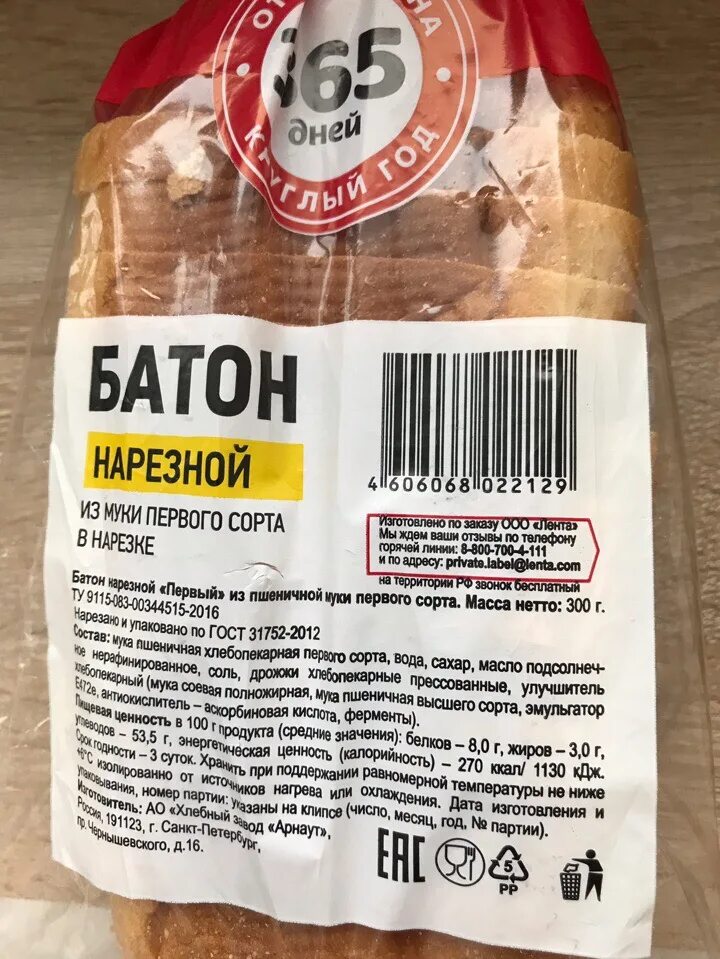 365
дней
КРУГЛЫЙ ГОД
БАТОН
НАРЕЗНОЙ
ИЗ МУКИ ПЕРВОГО СОРТА
В НАРЕЗКЕ
4 606068 022129
Изготовлено по заказу ООО «Лента»
Мы ждем ваши отзывы по телефону
горячей линии: 8-800-700-4-111
и по адресу: private.label@lenta.com
на территории РФ звонок бесплатный
Батон нарезной «Первый» из пшеничной муки первого сорта. Масса нетто: 300 г.
ТУ 9115-083-00344515-2016
Нарезано и упаковано по ГОСТ 31752-2012
Состав: мука пшеничная хлебопекарная первого сорта, вода, сахар, масло подсолнеч-
ное нерафинированное, соль, дрожжи хлебопекарные прессованные, улучшитель
хлебопекарный (мука соевая полножирная, мука пшеничная высшего сорта, эмульгатор
Е472е, антиокислитель – аскорбиновая кислота, ферменты).
Пищевая ценность в 100 г продукта (средние значения): белков – 8,0 г, жиров – 3,0 г,
углеводов – 53,5 г, энергетическая ценность (калорийность) – 270 ккал/ 1130 кДж.
Срок годности – 3 суток. Хранить при поддержании равномерной температуры не ниже
+6°С изолированно от источников нагрева или охлаждения. Дата изготовления и
упаковывания, номер партии: указаны на клипсе (число, месяц, год, № партии).
Изготовитель: АО «Хлебный завод «Арнаут»,
Россия, 191123, г. Санкт-Петербург,
пр. Чернышевского, д.16.
EAC
5
PP